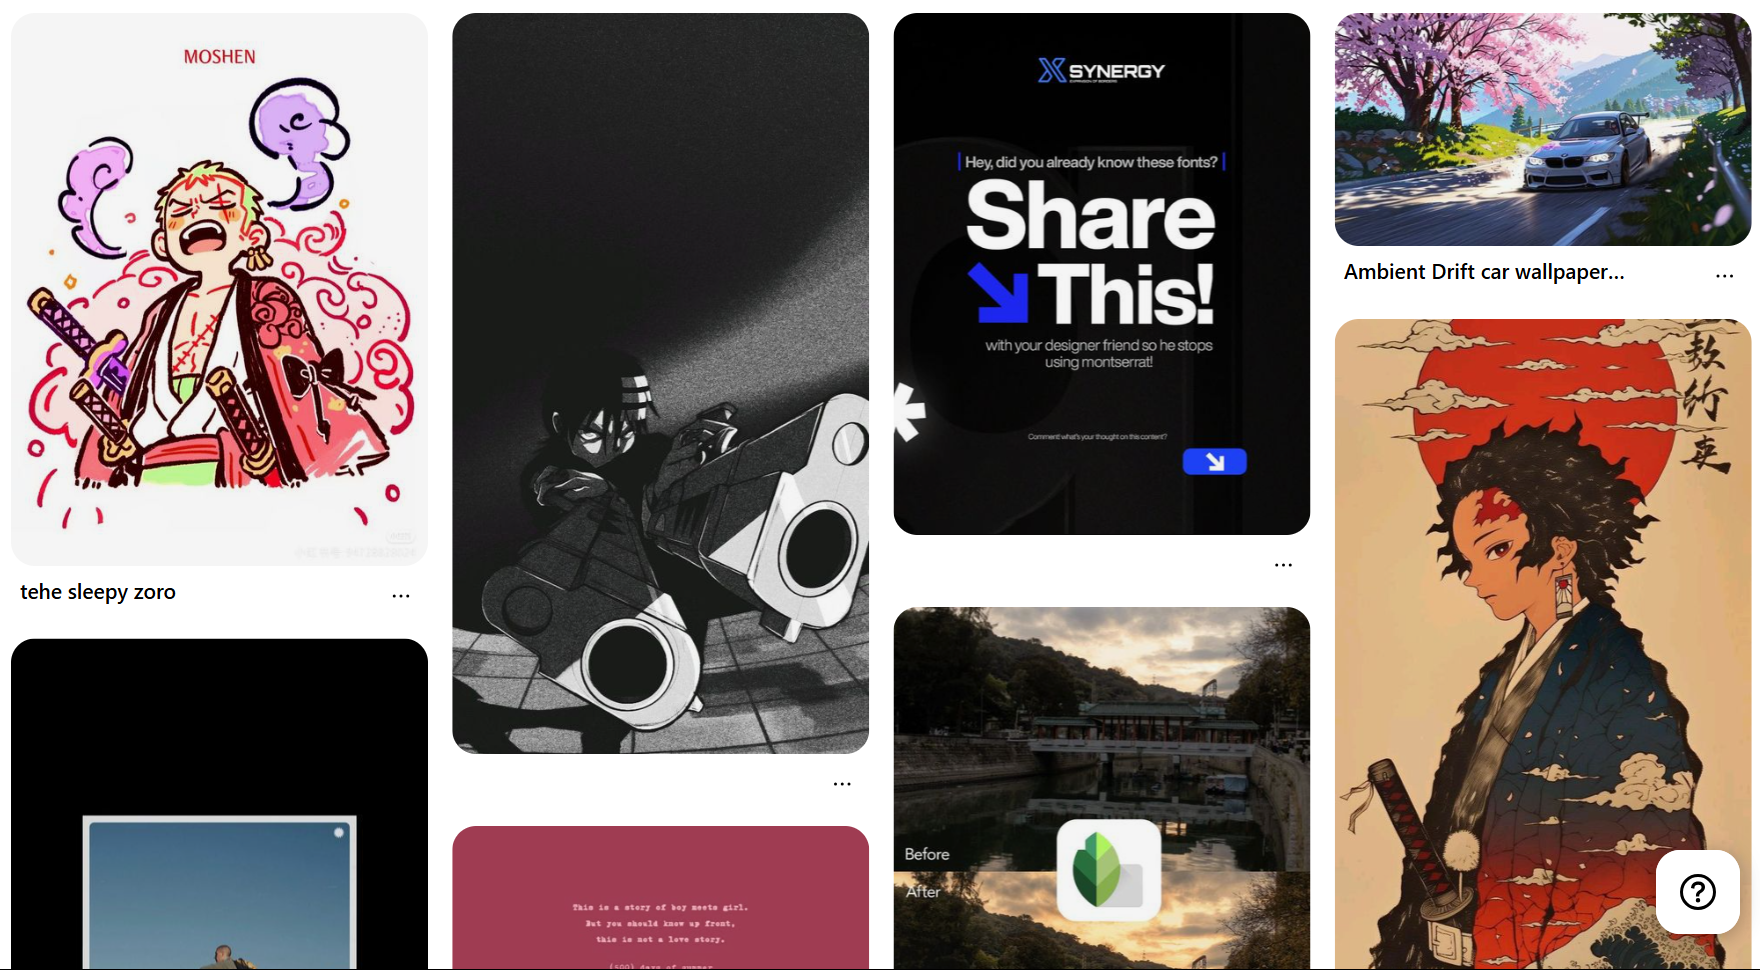 MOSHEN
tehe sleepy zoro
...
...
This is a story of boy meets girl.
But you should know up front,
this is not a love story.
(500) days of summer
SYNERGY
Hey, did you already know these fonts?
Share
This!
with your designer friend so he stops
using montserrat!
Comment what's your thought on this content?
...
Before
After
Ambient Drift car wallpaper...
...
?